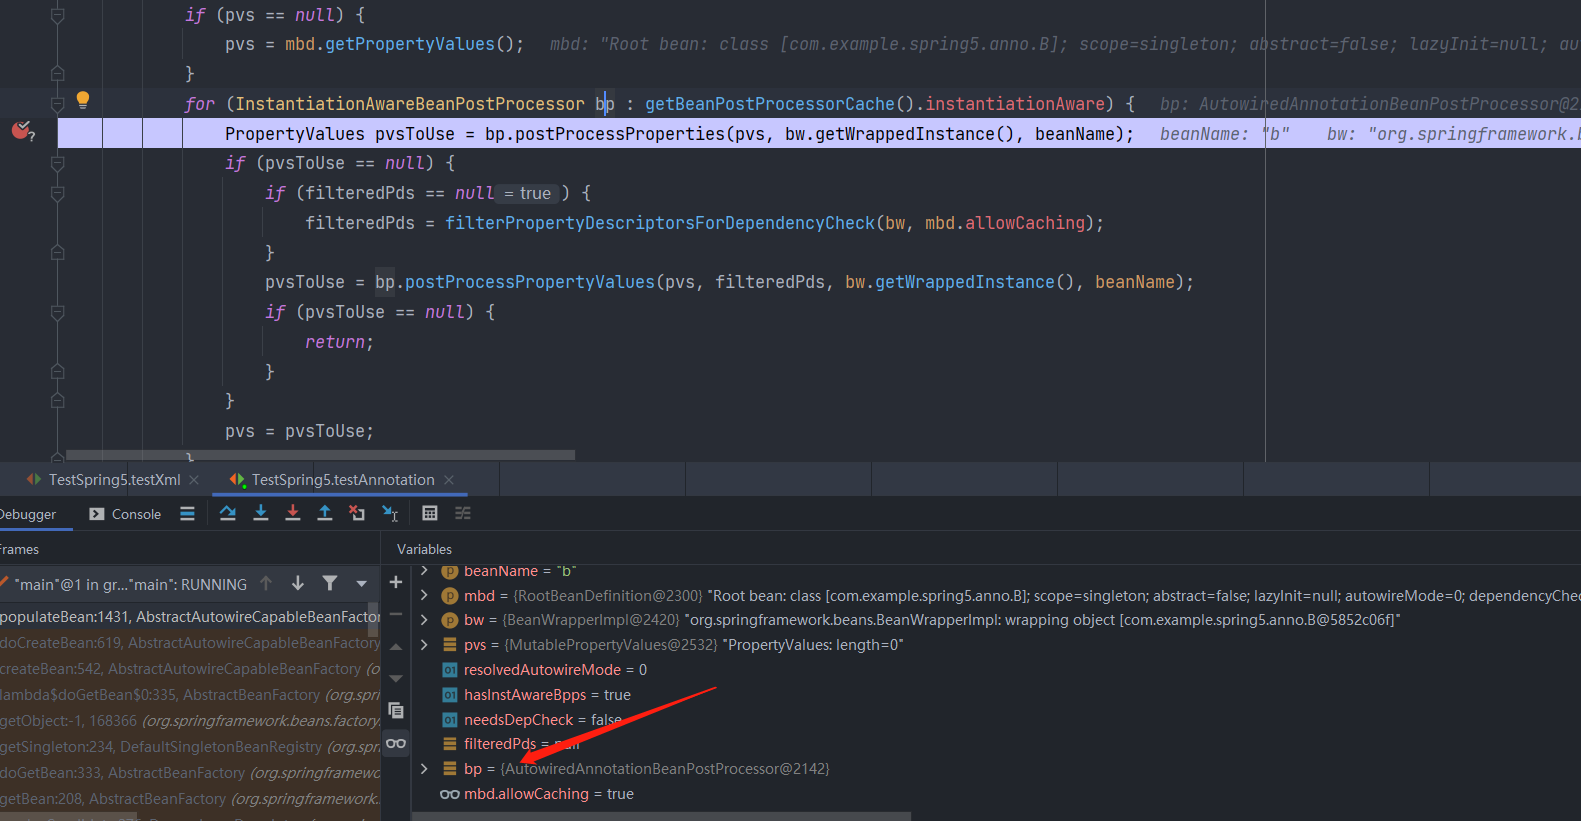 if (pvs == null) {
pvs = mbd.getPropertyValues();   mbd: "Root bean: class [com.example.spring5.anno.B]; scope=singleton; abstract=false; lazyInit=null; au
}
for (InstantiationAwareBeanPostProcessor bp : getBeanPostProcessorCache().instantiationAware) {   bp: AutowiredAnnotationBeanPostProcessor@2
PropertyValues pvsToUse = bp.postProcessProperties(pvs, bw.getWrappedInstance(), beanName);   beanName: "b"   bw: "org.springframework.b
if (pvsToUse == null) {
if (filteredPds == null = true ) {
filteredPds = filterPropertyDescriptorsForDependencyCheck(bw, mbd.allowCaching);
}
pvsToUse = bp.postProcessPropertyValues(pvs, filteredPds, bw.getWrappedInstance(), beanName);
if (pvsToUse == null) {
return;
}
}
pvs = pvsToUse;
}
TestSpring5.testXml
TestSpring5.testAnnotation
Debugger
Console
Frames
Variables
"main"@1 in gr..."main": RUNNING
populateBean:1431, AbstractAutowireCapableBeanFactor
doCreateBean:619, AbstractAutowireCapableBeanFactory
createBean:542, AbstractAutowireCapableBeanFactory (o
lambda$doGetBean$0:335, AbstractBeanFactory (org.spr
getObject:-1, 168366 (org.springframework.beans.factory.
getSingleton:234, DefaultSingletonBeanRegistry (org.spr
doGetBean:333, AbstractBeanFactory (org.springframewo
getBean:208, AbstractBeanFactory (org.springframework.
beanName = "b"
mbd = {RootBeanDefinition@2300} "Root bean: class [com.example.spring5.anno.B]; scope=singleton; abstract=false; lazyInit=null; autowireMode=0; dependencyChec
bw = {BeanWrapperImpl@2420} "org.springframework.beans.BeanWrapperImpl: wrapping object [com.example.spring5.anno.B@5852c06f]"
pvs = {MutablePropertyValues@2532} "PropertyValues: length=0"
resolvedAutowireMode = 0
hasInstAwareBpps = true
needsDepCheck = false
filteredPds = null
bp = {AutowiredAnnotationBeanPostProcessor@2142}
mbd.allowCaching = true